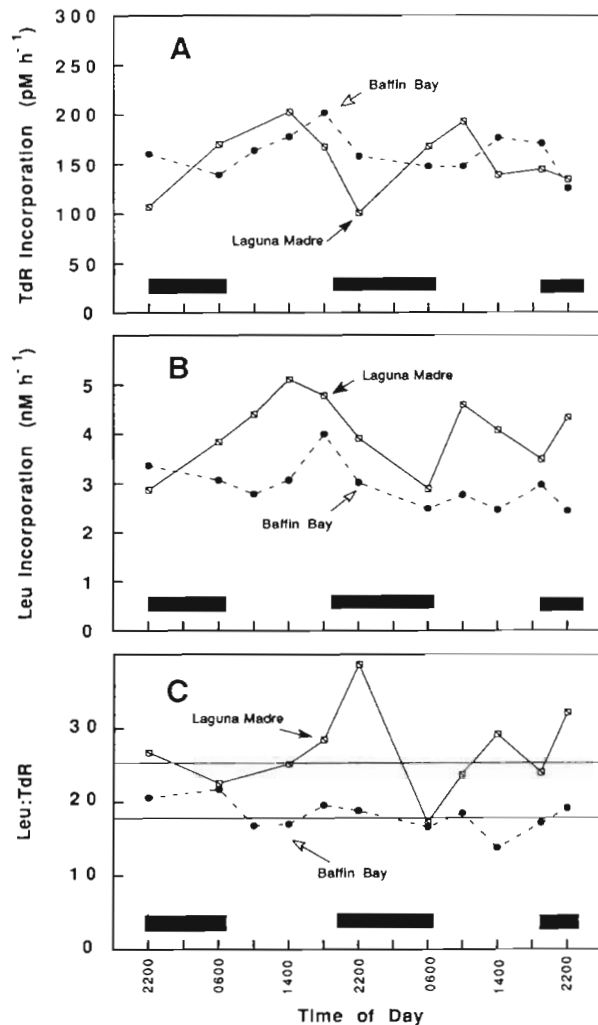 A
TdR Incorporation (pM h⁻¹)
300
250
200
150
100
50
0
Baffin Bay
Laguna Madre
B
Leu Incorporation (nM h⁻¹)
5
4
3
2
1
0
Laguna Madre
Baffin Bay
C
Leu:TdR
30
20
10
0
Laguna Madre
Baffin Bay
2200
0600
1400
2200
0600
1400
2200
Time of Day